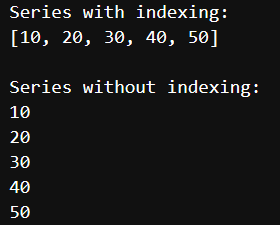 Series with indexing:
[10, 20, 30, 40, 50]
Series without indexing:
10
20
30
40
50